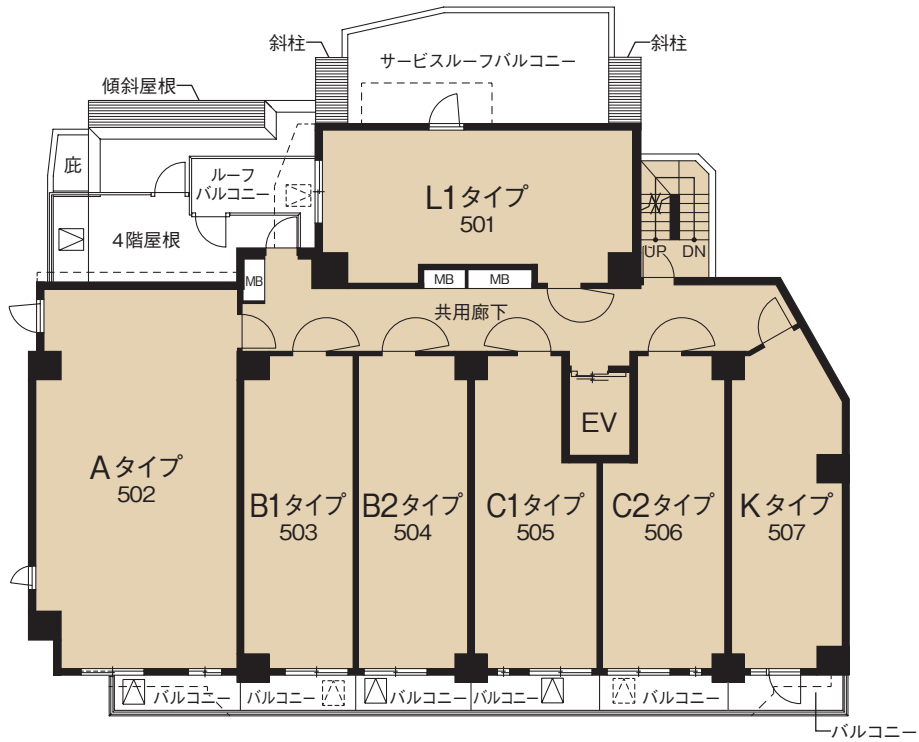 斜柱
斜柱
サービスルーフバルコニー
傾斜屋根
庇
ルーフ
バルコニー
L1タイプ
501
4階屋根
UP DN
MB
MB
MB
共用廊下
EV
Aタイプ
502
B1タイプ
503
B2タイプ
504
C1タイプ
505
C2タイプ
506
Kタイプ
507
バルコニー
バルコニー
バルコニー
バルコニー
バルコニー
バルコニー